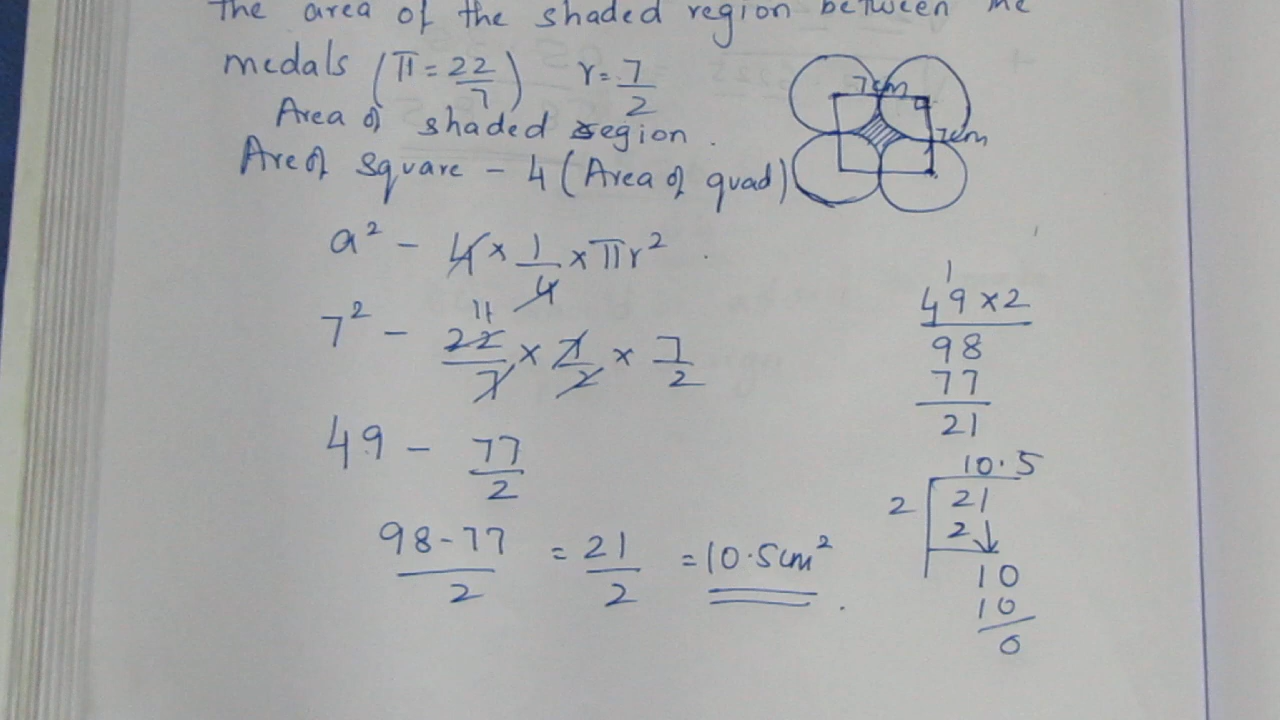 The area of the shaded region between the
medals (π = 22/7) r = 7/2
7cm
7cm
Area of shaded region.
Are of square - 4 (Area of quad)
a² - 4 × 1/4 × πr²
7² - 22/7 × 7/2 × 7/2
11
49 - 77/2
98-77/2 = 21/2 = 10.5cm²
1
49 × 2
98
77
21
10.5
2 21
2
10
10
0